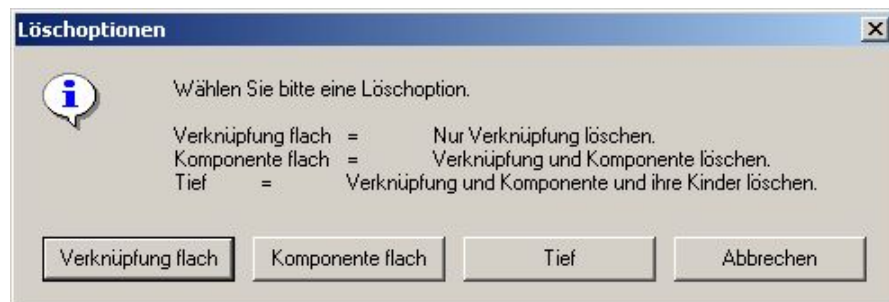 Löschoptionen
Wählen Sie bitte eine Löschoption.
Verknüpfung flach = Nur Verknüpfung löschen.
Komponente flach = Verknüpfung und Komponente löschen.
Tief = Verknüpfung und Komponente und ihre Kinder löschen.
Verknüpfung flach Komponente flach Tief Abbrechen